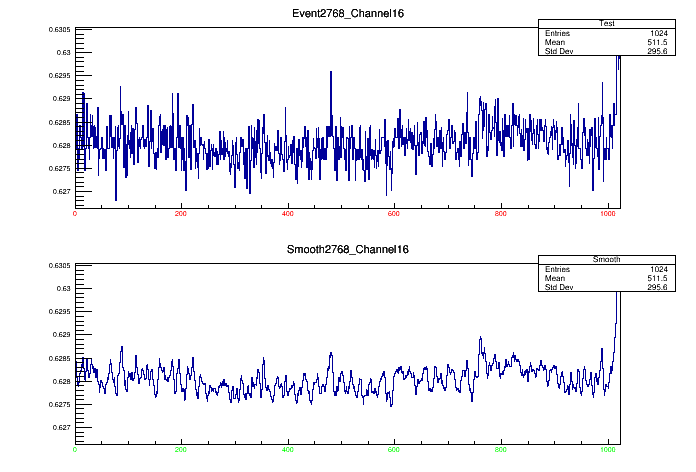 Event2768_Channel16
Test
Entries 1024
Mean 511.5
Std Dev 295.6
0.6305
0.63
0.6295
0.629
0.6285
0.628
0.6275
0.627
0 200 400 600 800 1000
Smooth2768_Channel16
Smooth
Entries 1024
Mean 511.5
Std Dev 295.6
0.6305
0.63
0.6295
0.629
0.6285
0.628
0.6275
0.627
0 200 400 600 800 1000